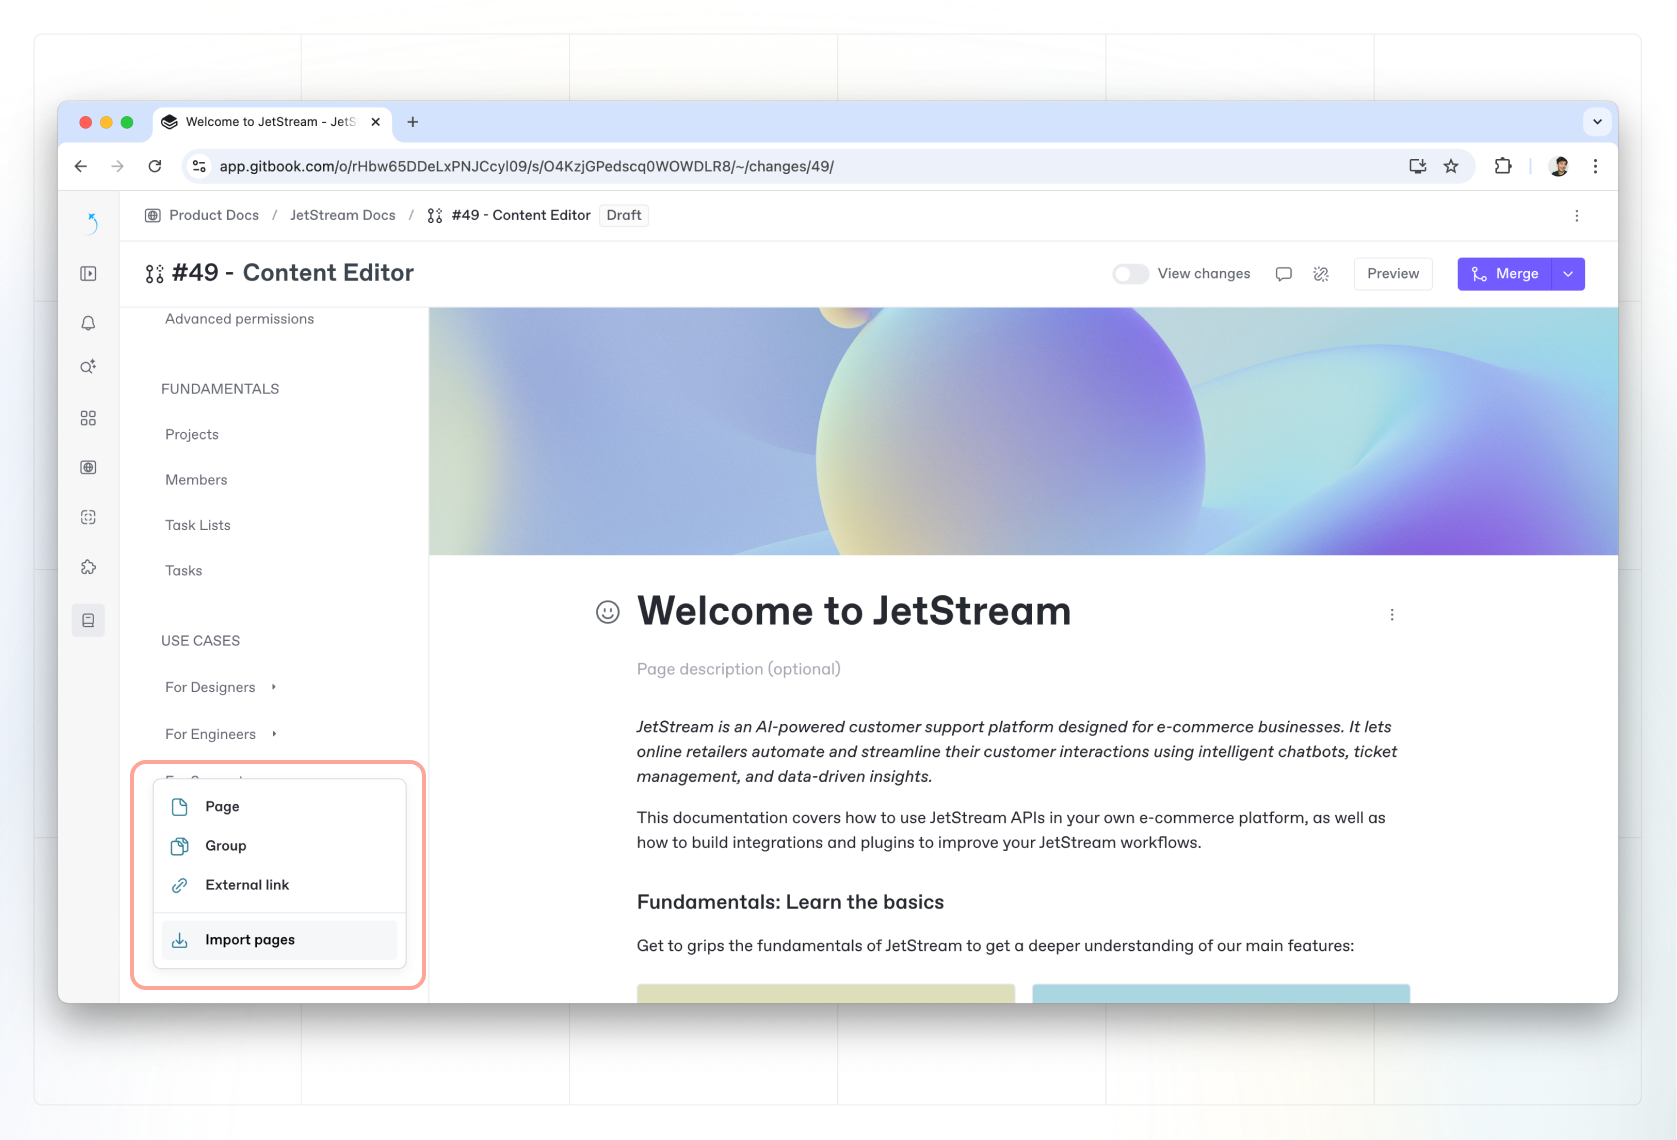 Welcome to JetStream - JetS
app.gitbook.com/o/rHbw65DDeLxPNJCcyl09/s/O4KzjGPedscq0WOWDLR8/~/changes/49/
Product Docs / JetStream Docs / #49 - Content Editor Draft
#49 - Content Editor
View changes
Preview
Merge
Advanced permissions
FUNDAMENTALS
Projects
Members
Task Lists
Tasks
USE CASES
For Designers
For Engineers
Page
Group
External link
Import pages
Welcome to JetStream
Page description (optional)
JetStream is an AI-powered customer support platform designed for e-commerce businesses. It lets
online retailers automate and streamline their customer interactions using intelligent chatbots, ticket
management, and data-driven insights.
This documentation covers how to use JetStream APIs in your own e-commerce platform, as well as
how to build integrations and plugins to improve your JetStream workflows.
Fundamentals: Learn the basics
Get to grips the fundamentals of JetStream to get a deeper understanding of our main features: